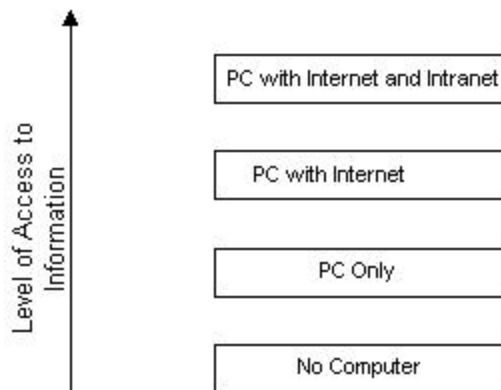 PC with Internet and Intranet
PC with Internet
PC Only
No Computer
Level of Access to
Information